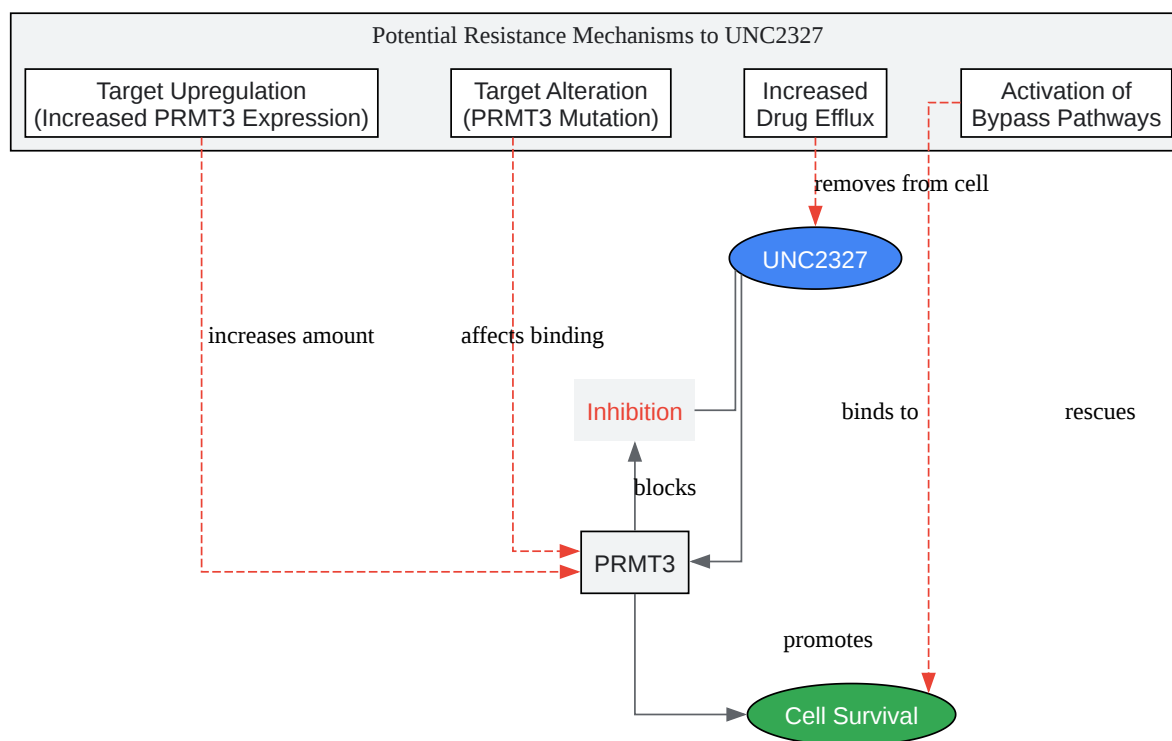 Potential Resistance Mechanisms to UNC2327
Target Upregulation
(Increased PRMT3 Expression)
Target Alteration
(PRMT3 Mutation)
Increased
Drug Efflux
Activation of
Bypass Pathways
removes from cell
UNC2327
increases amount
affects binding
Inhibition
binds to
rescues
blocks
PRMT3
promotes
Cell Survival